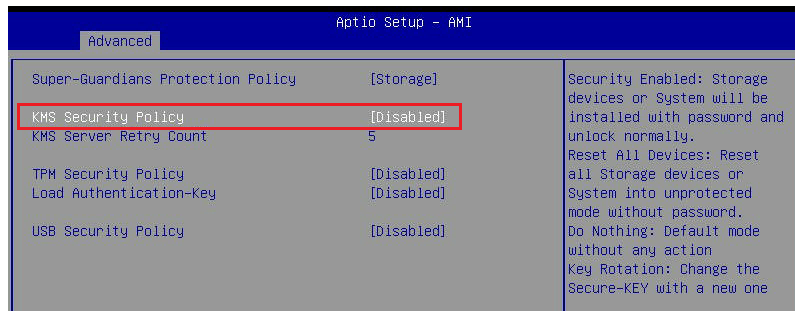 Aptio Setup – AMI
Advanced
Super-Guardians Protection Policy [Storage]
KMS Security Policy [Disabled]
KMS Server Retry Count 5
TPM Security Policy [Disabled]
Load Authentication-Key [Disabled]
USB Security Policy [Disabled]
Security Enabled: Storage
devices or System will be
installed with password and
unlock normally.
Reset All Devices: Reset
all Storage devices or
System into unprotected
mode without password.
Do Nothing: Default mode
without any action
Key Rotation: Change the
Secure-KEY with a new one